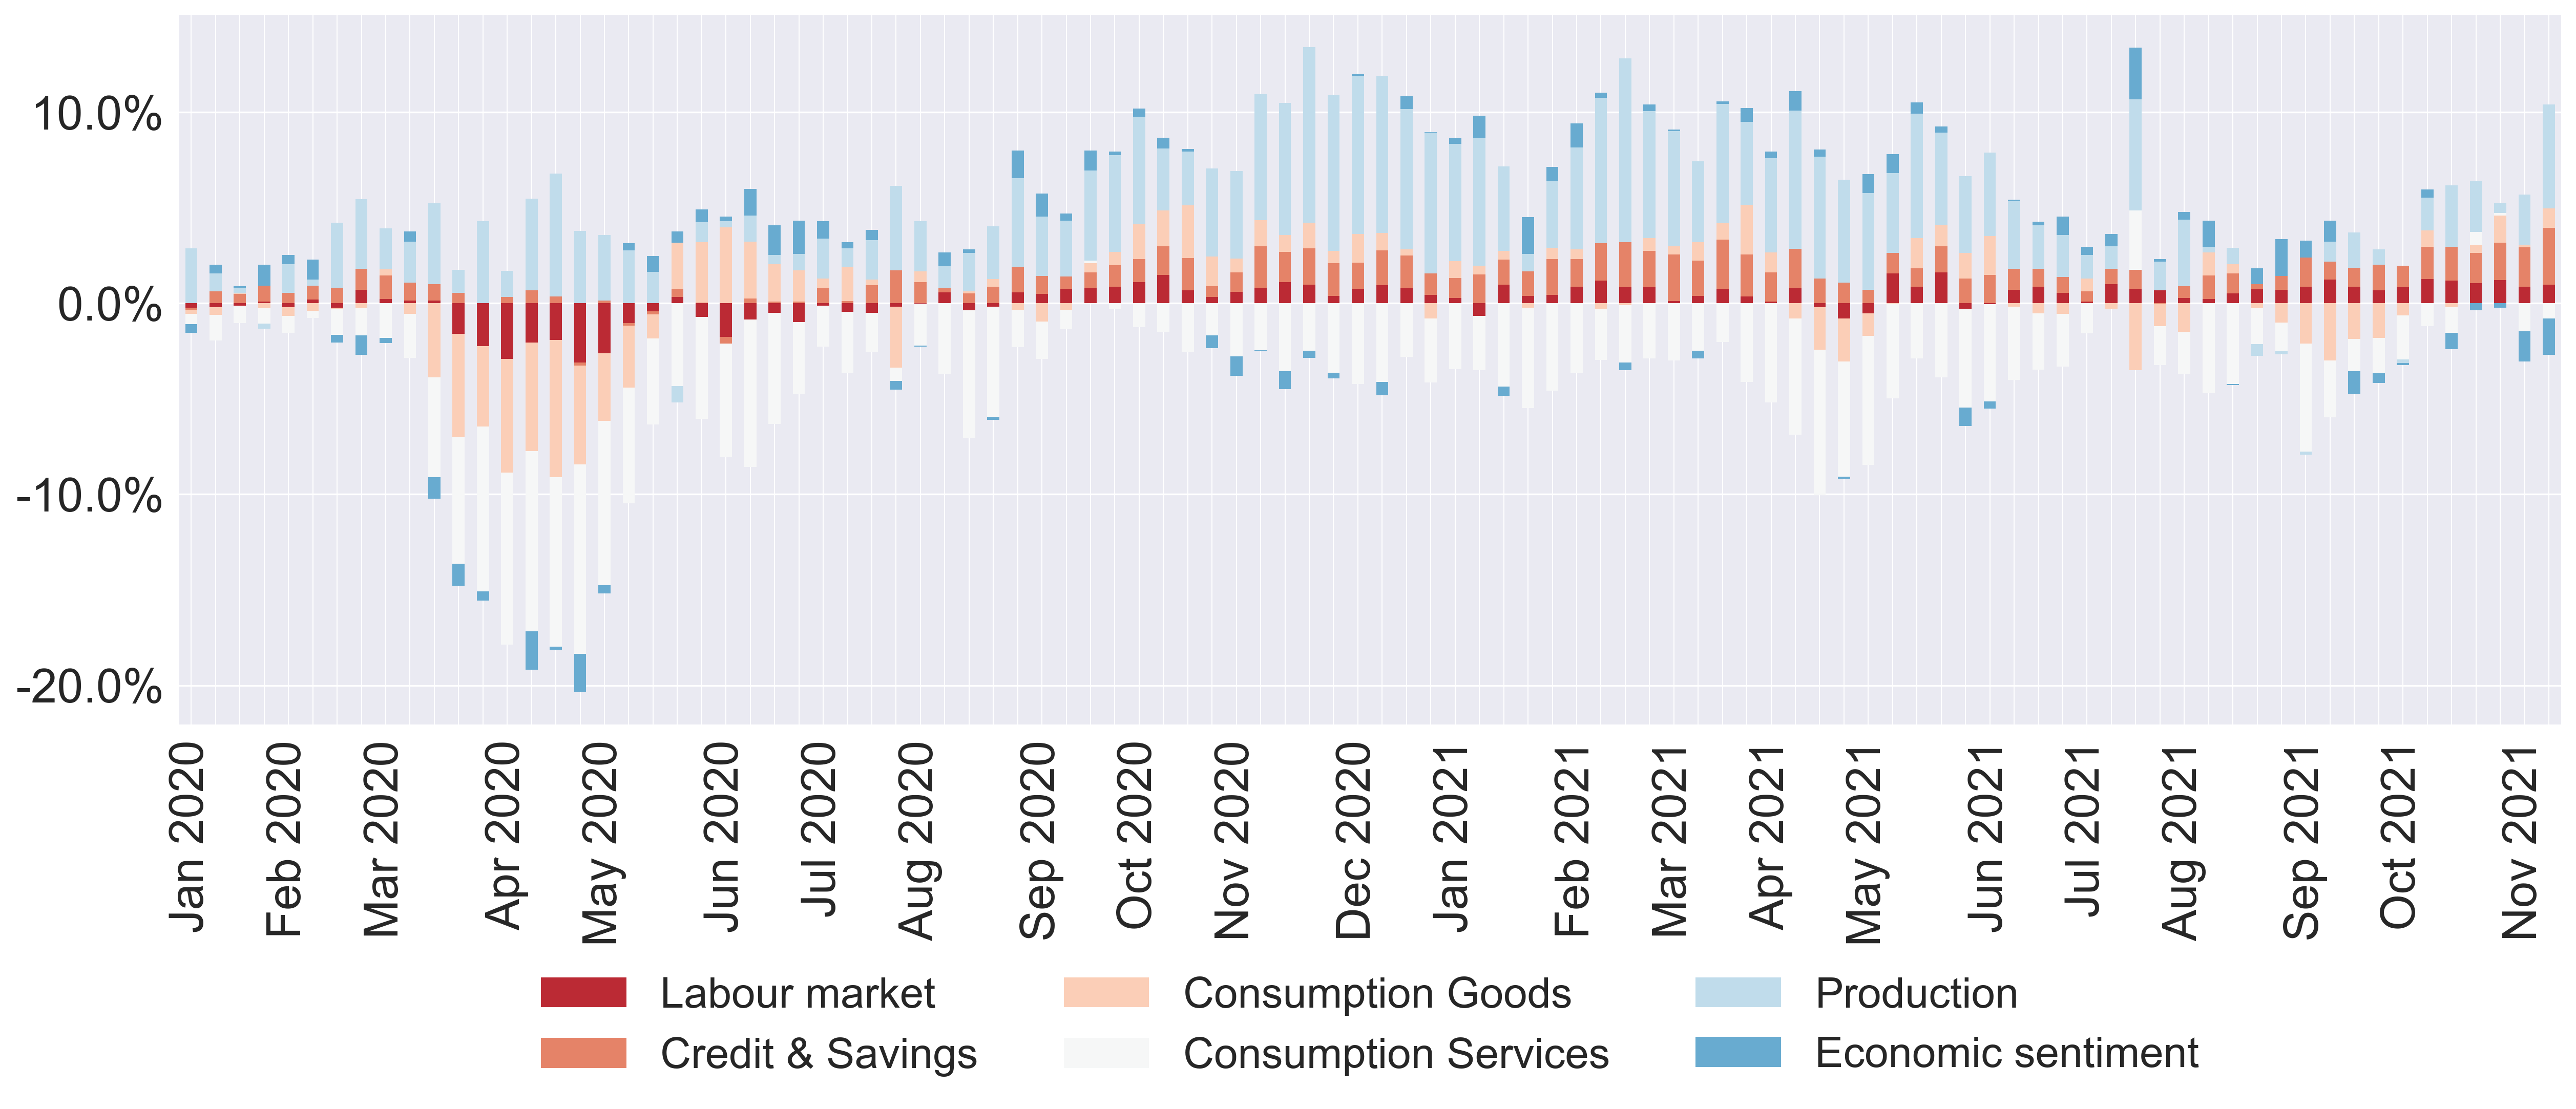 10.0%
0.0%
-10.0%
-20.0%
Jan 2020
Feb 2020
Mar 2020
Apr 2020
May 2020
Jun 2020
Jul 2020
Aug 2020
Sep 2020
Oct 2020
Nov 2020
Dec 2020
Jan 2021
Feb 2021
Mar 2021
Apr 2021
May 2021
Jun 2021
Jul 2021
Aug 2021
Sep 2021
Oct 2021
Nov 2021
Labour market
Consumption Goods
Production
Credit & Savings
Consumption Services
Economic sentiment